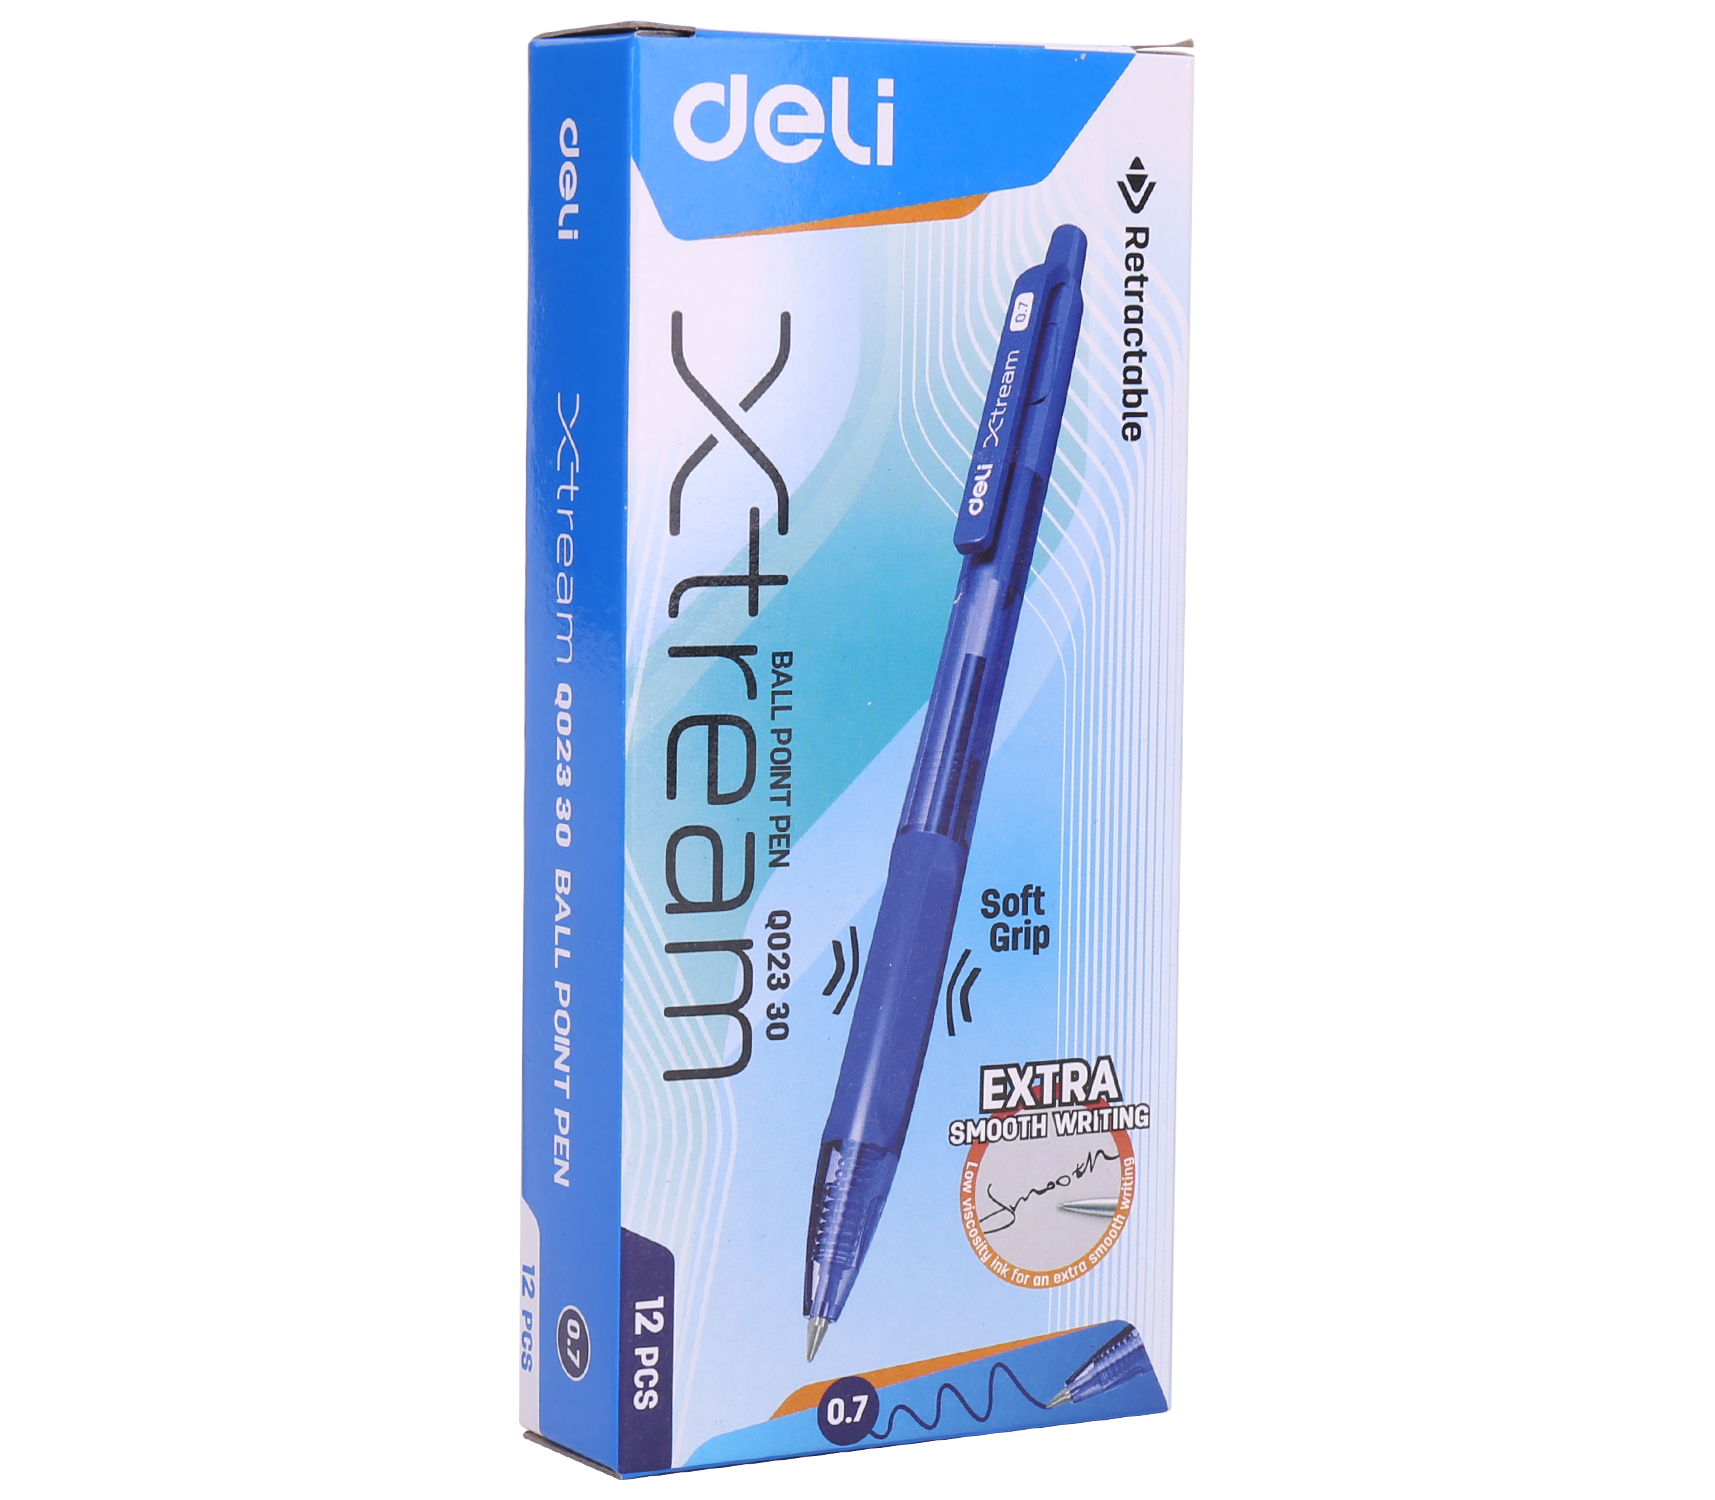 deli
Retractable
0.7
Xtream
deli
Xtream
BALL POINT PEN Q023 30
Soft
Grip
EXTRA
SMOOTH WRITING
Smooth
Low viscosity ink for an extra smooth writing
12 PCS
0.7
deli Xtream Q023 30 BALL POINT PEN 0.7
12 PCS